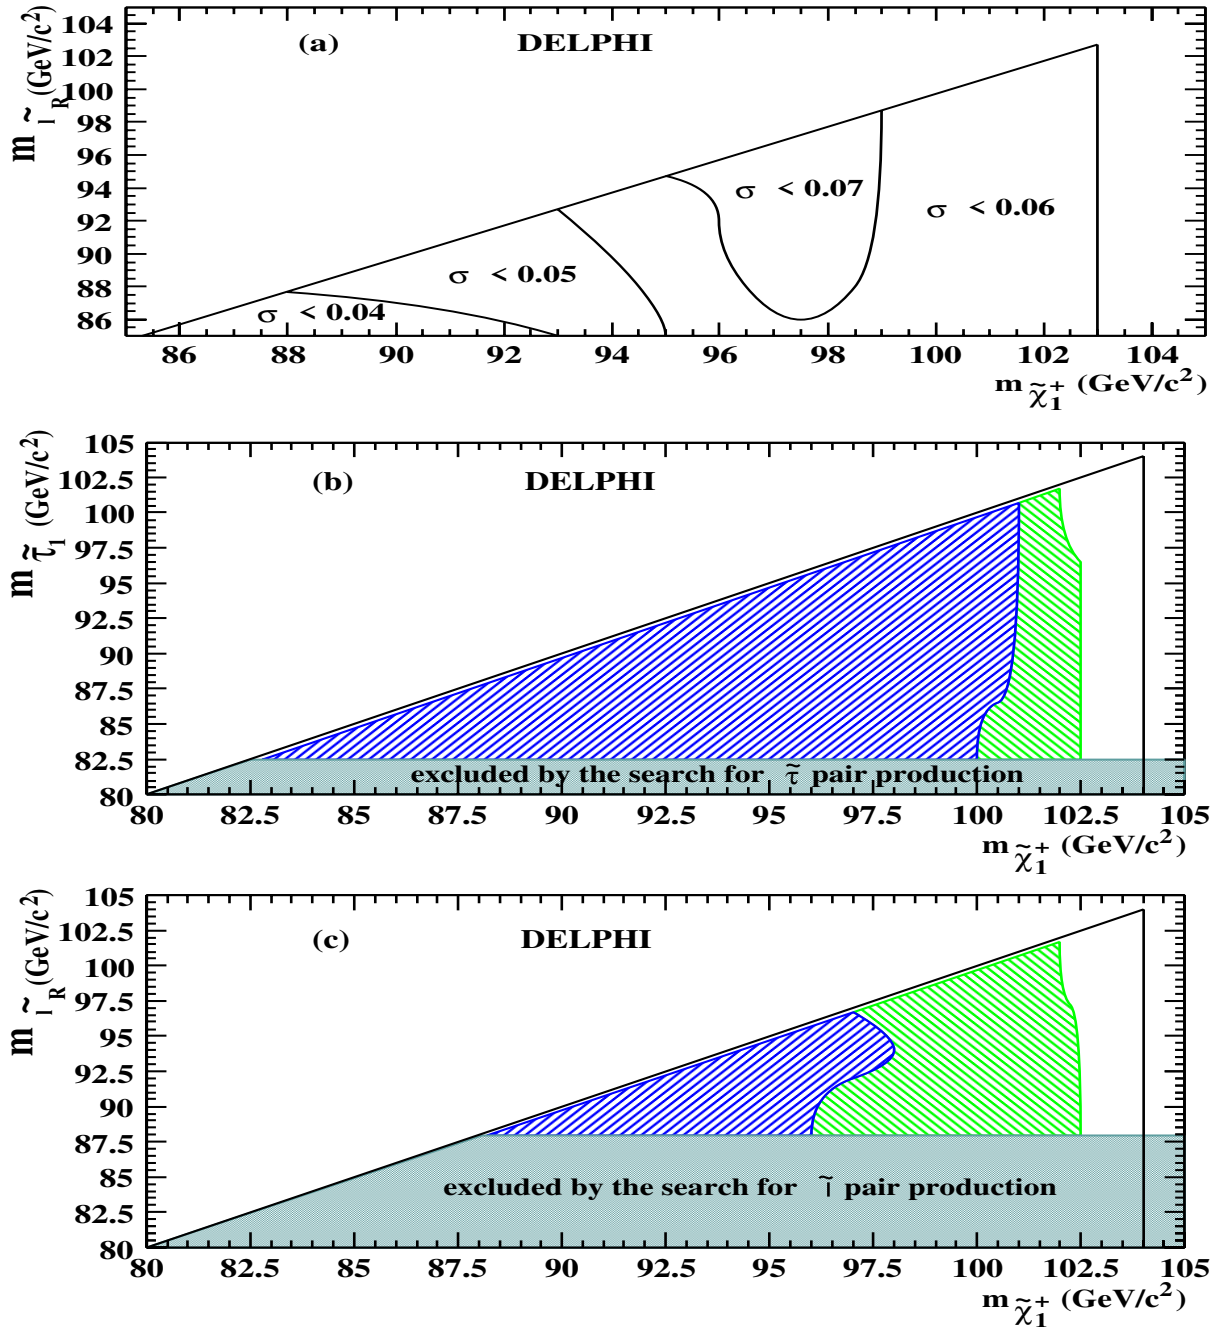 (a) DELPHI
m l̃R (GeV/c²)
104
102
100
98
96
94
92
90
88
86
σ < 0.07
σ < 0.06
σ < 0.05
σ < 0.04
86 88 90 92 94 96 98 100 102 104
m χ̃₁⁺ (GeV/c²)
(b) DELPHI
m τ̃₁ (GeV/c²)
105
102.5
100
97.5
95
92.5
90
87.5
85
82.5
80
excluded by the search for τ̃ pair production
80 82.5 85 87.5 90 92.5 95 97.5 100 102.5 105
m χ̃₁⁺ (GeV/c²)
(c) DELPHI
m l̃R (GeV/c²)
105
102.5
100
97.5
95
92.5
90
87.5
85
82.5
80
excluded by the search for l̃ pair production
80 82.5 85 87.5 90 92.5 95 97.5 100 102.5 105
m χ̃₁⁺ (GeV/c²)